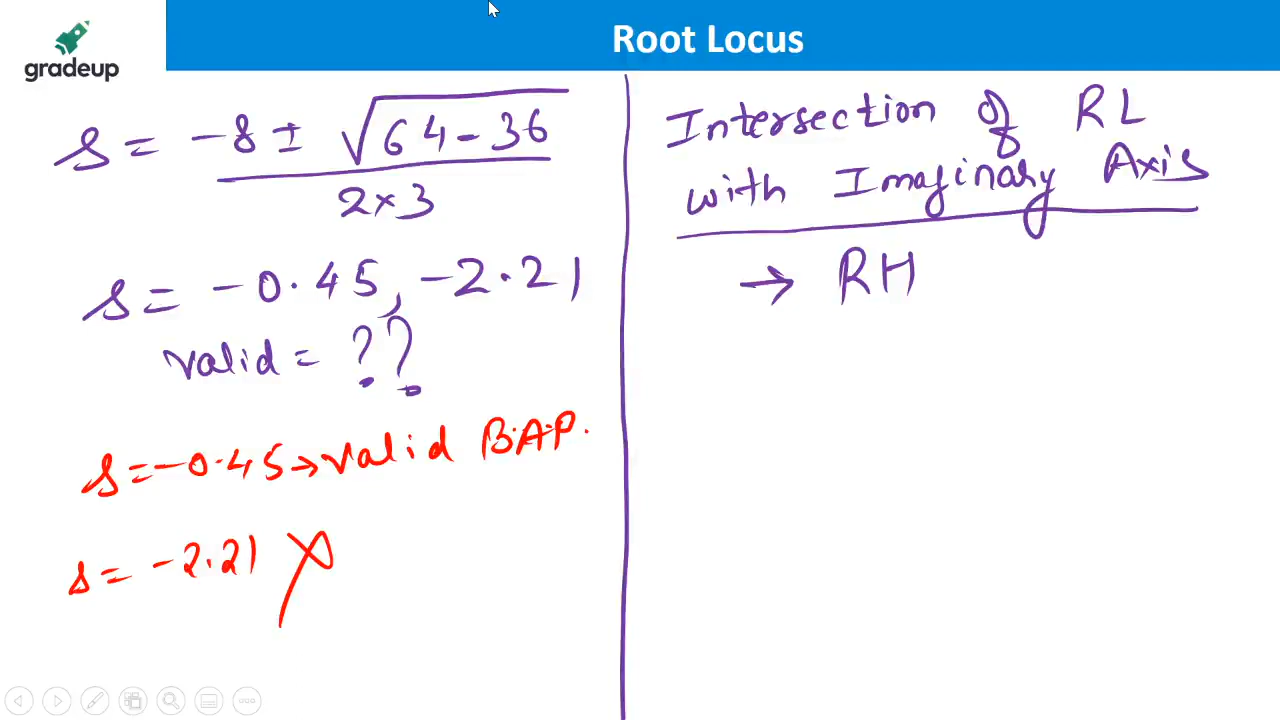 gradeup
Root Locus
s = -8 ± √64-36
2×3
s = -0.45, -2.21
valid = ??
s=-0.45→valid B.A.P.
s = -2.21 X
Intersection of RL
with Imaginary Axis
→ RH